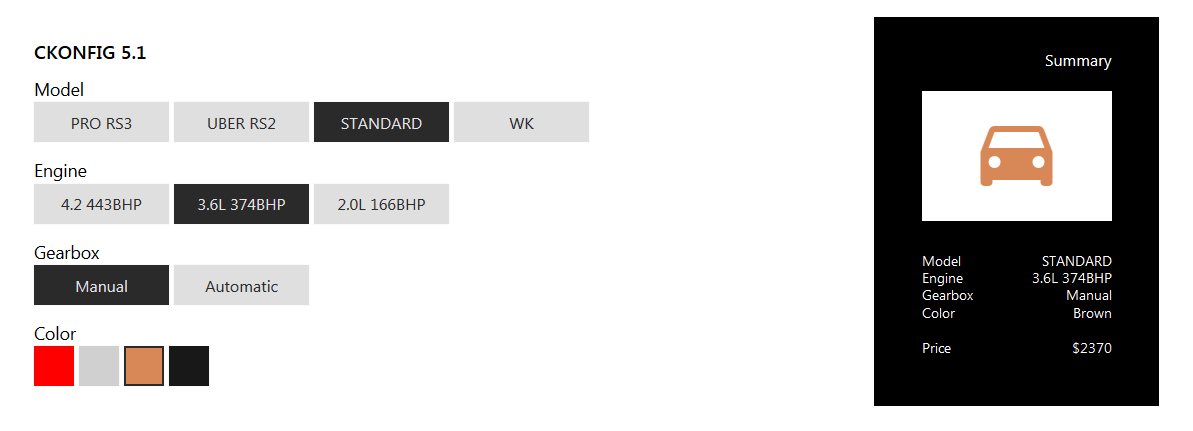 CKONFIG 5.1
Model
PRO RS3 UBER RS2 STANDARD WK
Engine
4.2 443BHP 3.6L 374BHP 2.0L 166BHP
Gearbox
Manual Automatic
Color
Summary
Model STANDARD
Engine 3.6L 374BHP
Gearbox Manual
Color Brown
Price $2370